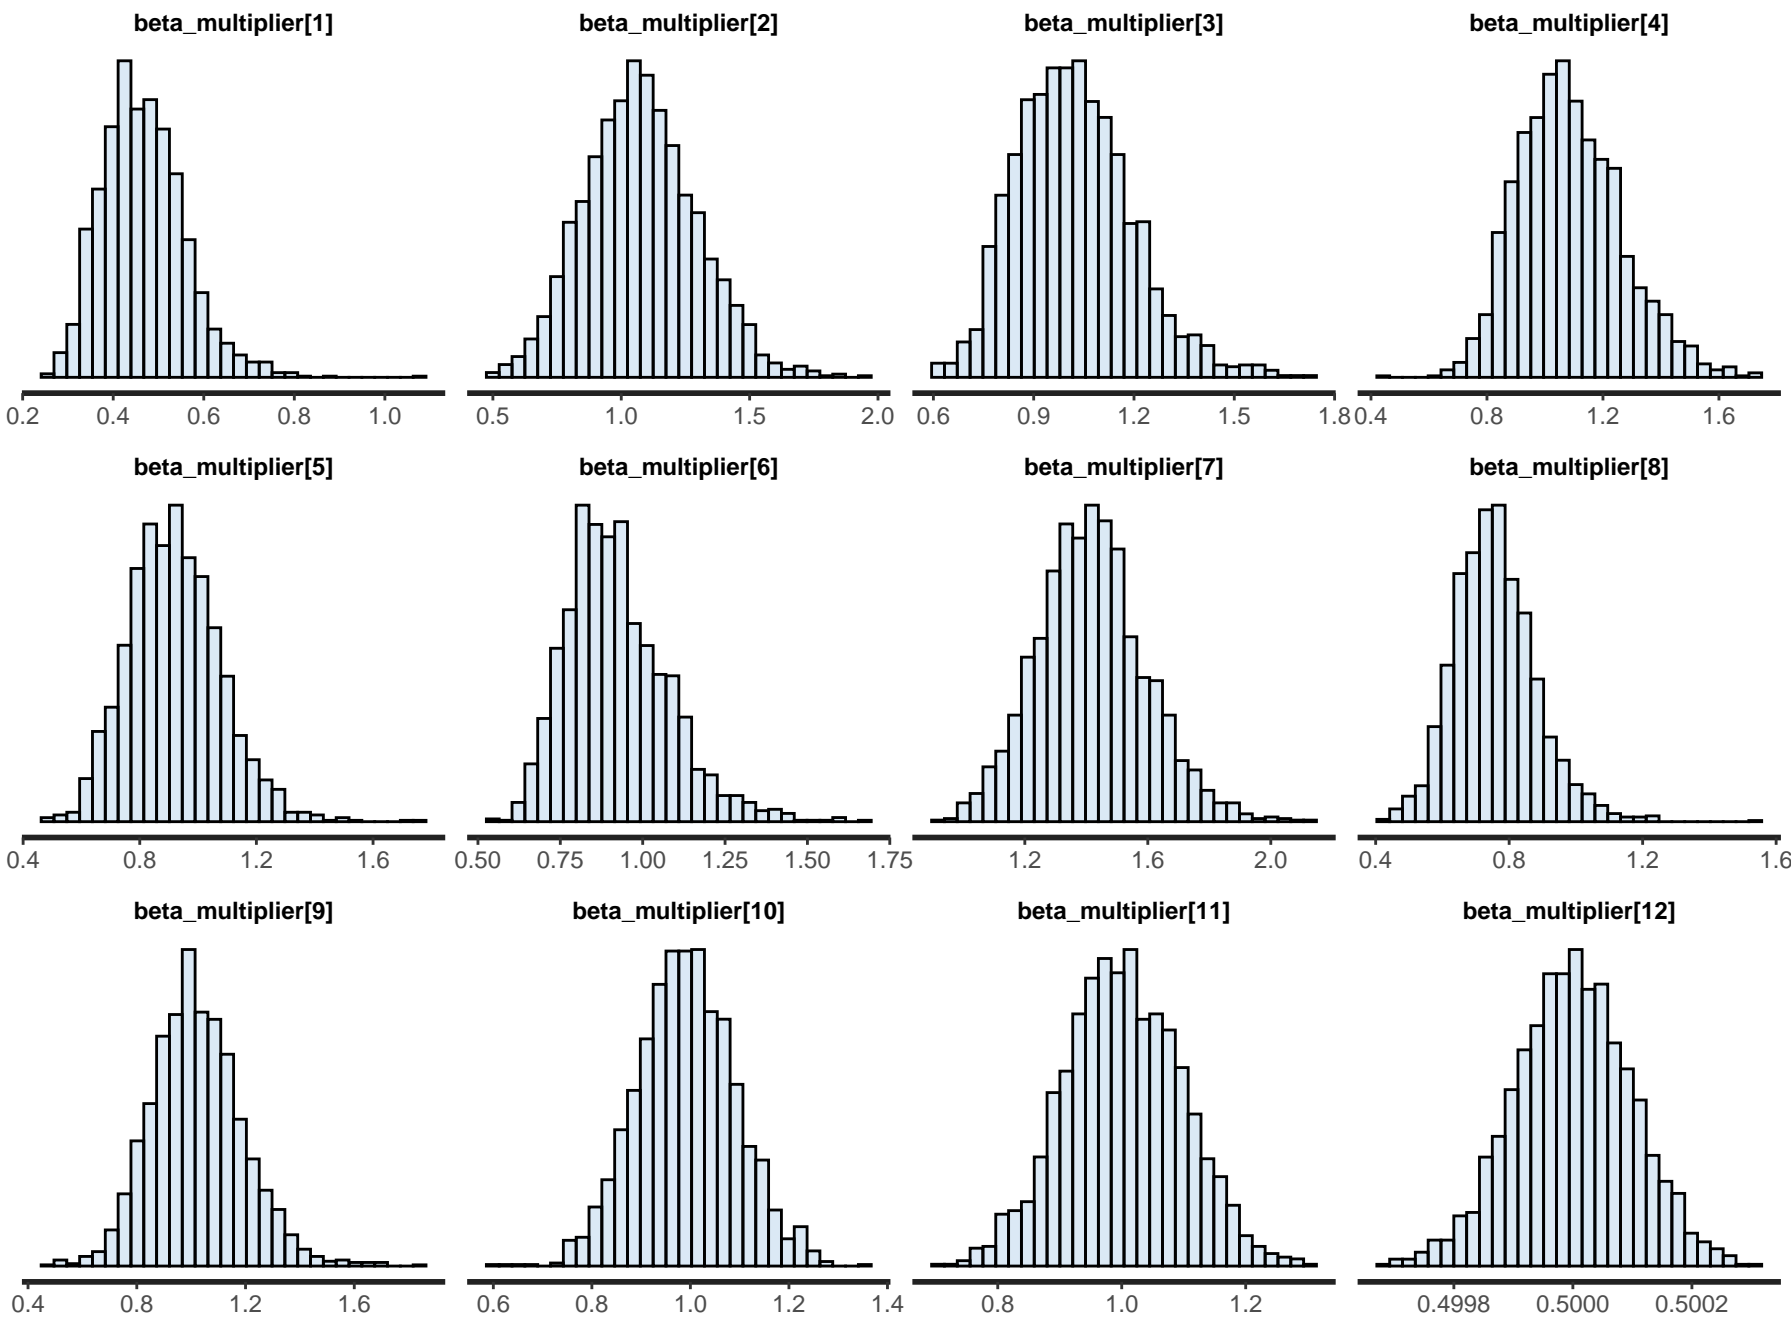 beta_multiplier[1] beta_multiplier[2] beta_multiplier[3] beta_multiplier[4]
0.2 0.4 0.6 0.8 1.0 0.5 1.0 1.5 2.0 0.6 0.9 1.2 1.5 1.8 0.4 0.8 1.2 1.6
beta_multiplier[5] beta_multiplier[6] beta_multiplier[7] beta_multiplier[8]
0.4 0.8 1.2 1.6 0.50 0.75 1.00 1.25 1.50 1.75 1.2 1.6 2.0 0.4 0.8 1.2 1.6
beta_multiplier[9] beta_multiplier[10] beta_multiplier[11] beta_multiplier[12]
0.4 0.8 1.2 1.6 0.6 0.8 1.0 1.2 1.4 0.8 1.0 1.2 0.4998 0.5000 0.5002